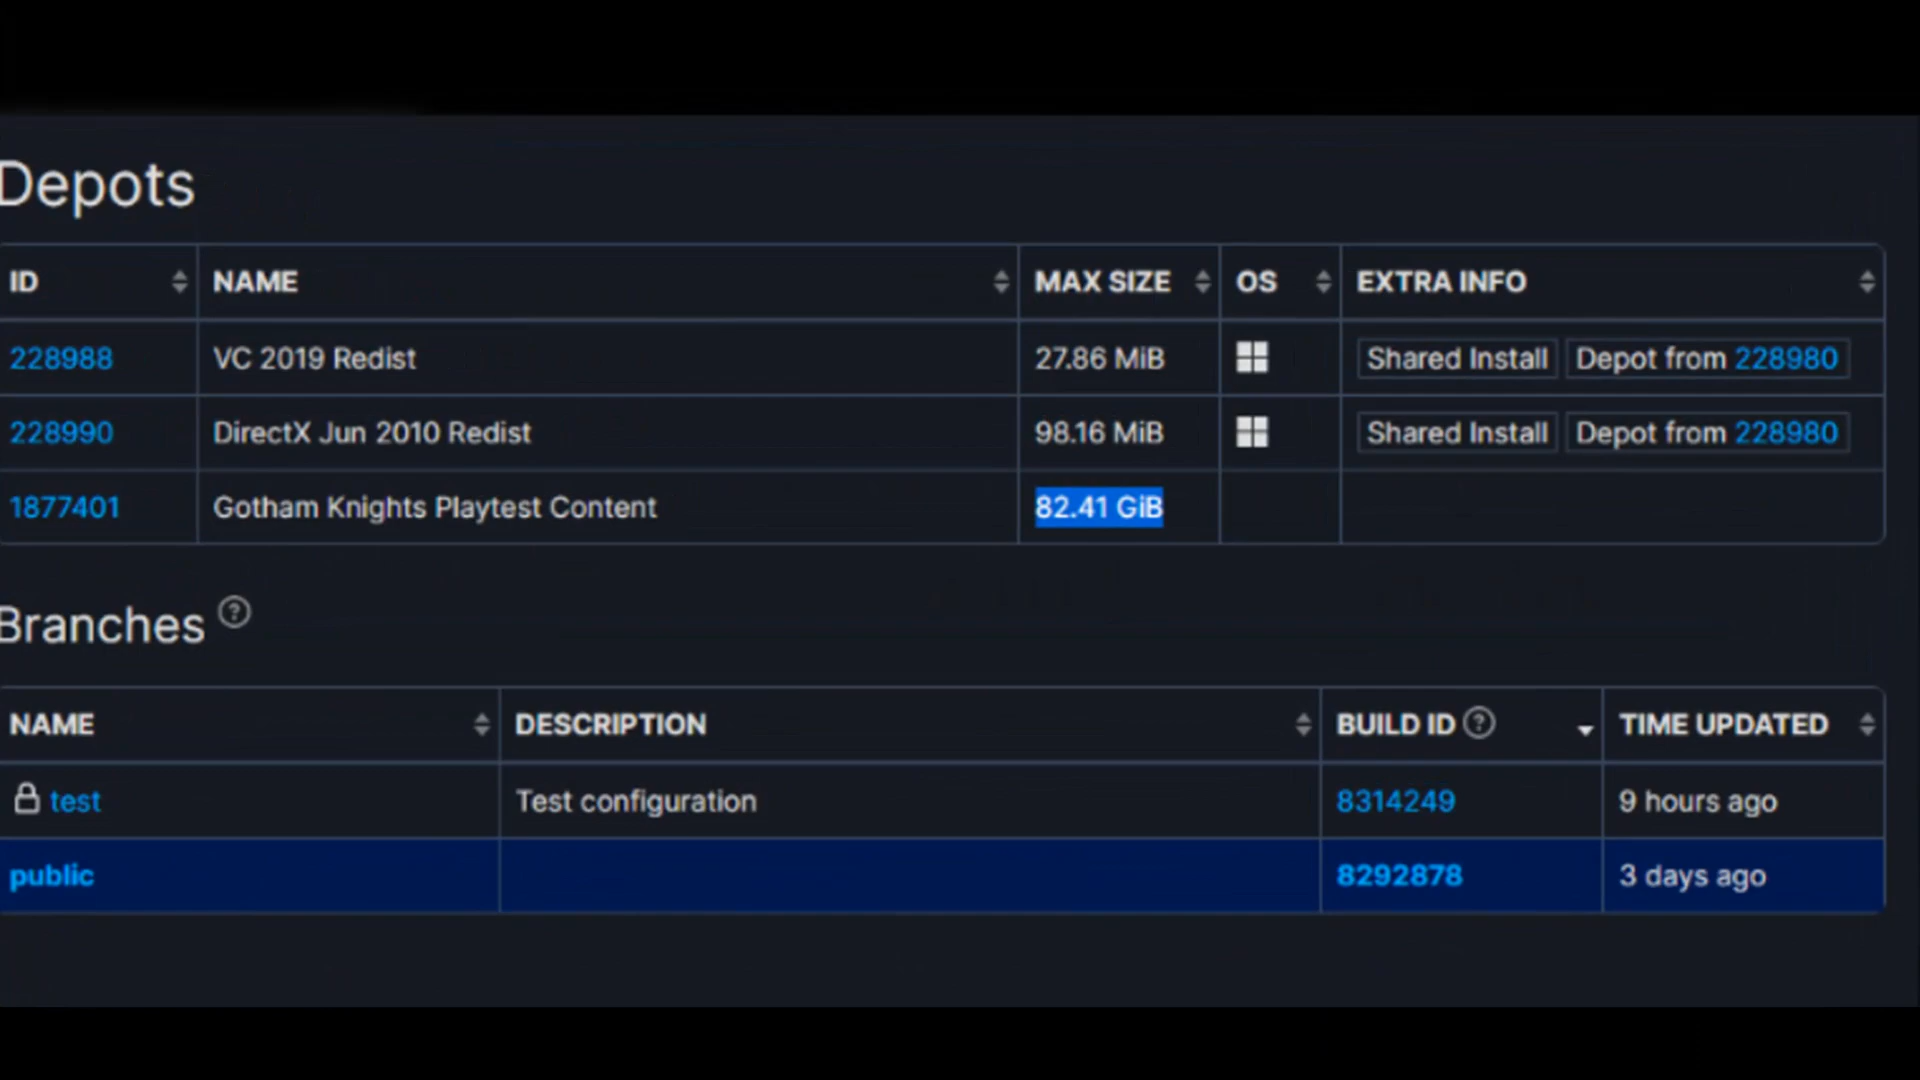 Depots
ID NAME MAX SIZE OS EXTRA INFO
228988 VC 2019 Redist 27.86 MiB Shared Install Depot from 228980
228990 DirectX Jun 2010 Redist 98.16 MiB Shared Install Depot from 228980
1877401 Gotham Knights Playtest Content 82.41 GiB
Branches ?
NAME DESCRIPTION BUILD ID ? TIME UPDATED
test Test configuration 8314249 9 hours ago
public 8292878 3 days ago